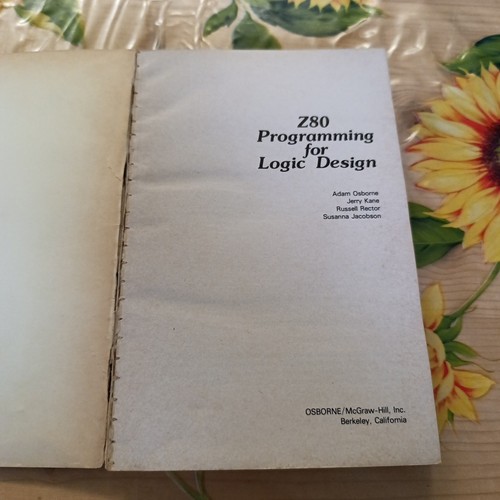 Z80
Programming
for
Logic Design
Adam Osborne
Jerry Kane
Russell Rector
Susanna Jacobson
OSBORNE/McGraw-Hill, Inc.
Berkeley, California